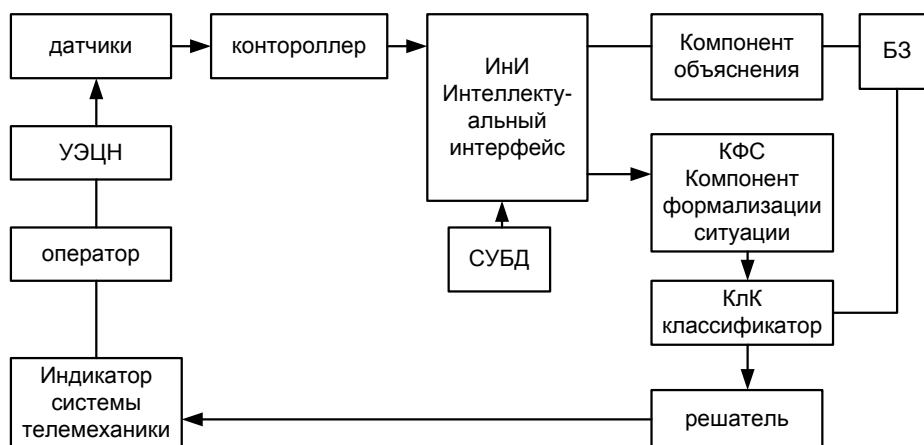 датчики
контороллер
ИнИ
Интеллекту-
альный
интерфейс
Компонент
объяснения
БЗ
УЭЦН
КФС
Компонент
формализации
ситуации
оператор
СУБД
КлК
классификатор
Индикатор
системы
телемеханики
решатель